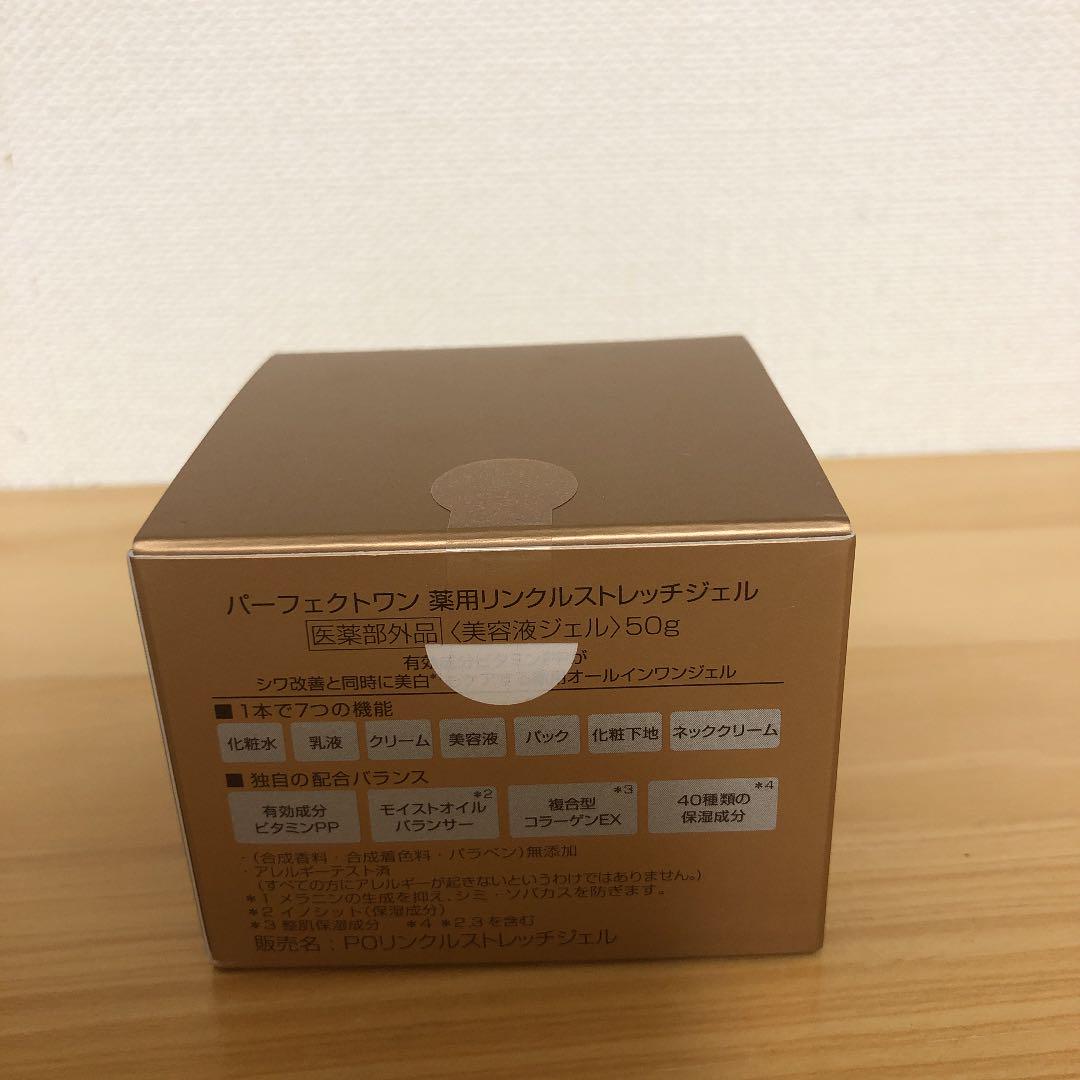 パーフェクトワン 薬用リンクルストレッチジェル
医薬部外品〈美容液ジェル〉50g
有効成分ビタミン が
シワ改善と同時に美白* オールインワンジェル
■ 1本で7つの機能
化粧水 乳液 クリーム 美容液 パック 化粧下地 ネッククリーム
■ 独自の配合バランス
有効成分
ビタミンPP
モイストオイル*2
バランサー
複合型*3
コラーゲンEX
40種類の*4
保湿成分
・(合成香料・合成着色料・パラベン)無添加
・アレルギーテスト済
(すべての方にアレルギーが起きないというわけではありません。)
*1 メラニンの生成を抑え、シミ・ソバカスを防ぎます。
*2 イノシット(保湿成分)
*3 整肌保湿成分 *4 *2,3を含む
販売名：POリンクルストレッチジェル